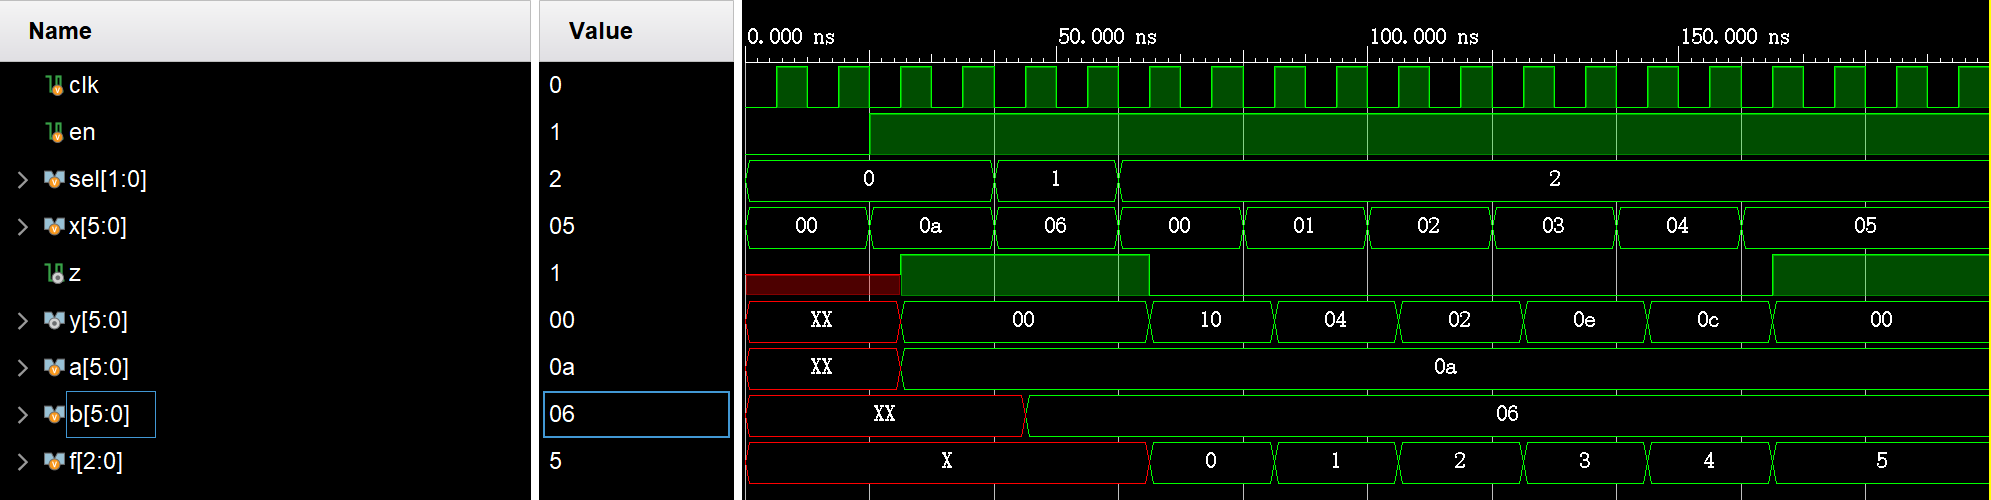 Name Value 0.000 ns 50.000 ns 100.000 ns 150.000 ns
clk 0
en 1
sel[1:0] 2 0 1 2
x[5:0] 05 00 0a 06 00 01 02 03 04 05
z 1
y[5:0] 00 XX 00 10 04 02 0e 0c 00
a[5:0] 0a XX 0a
b[5:0] 06 XX 06
f[2:0] 5 X 0 1 2 3 4 5